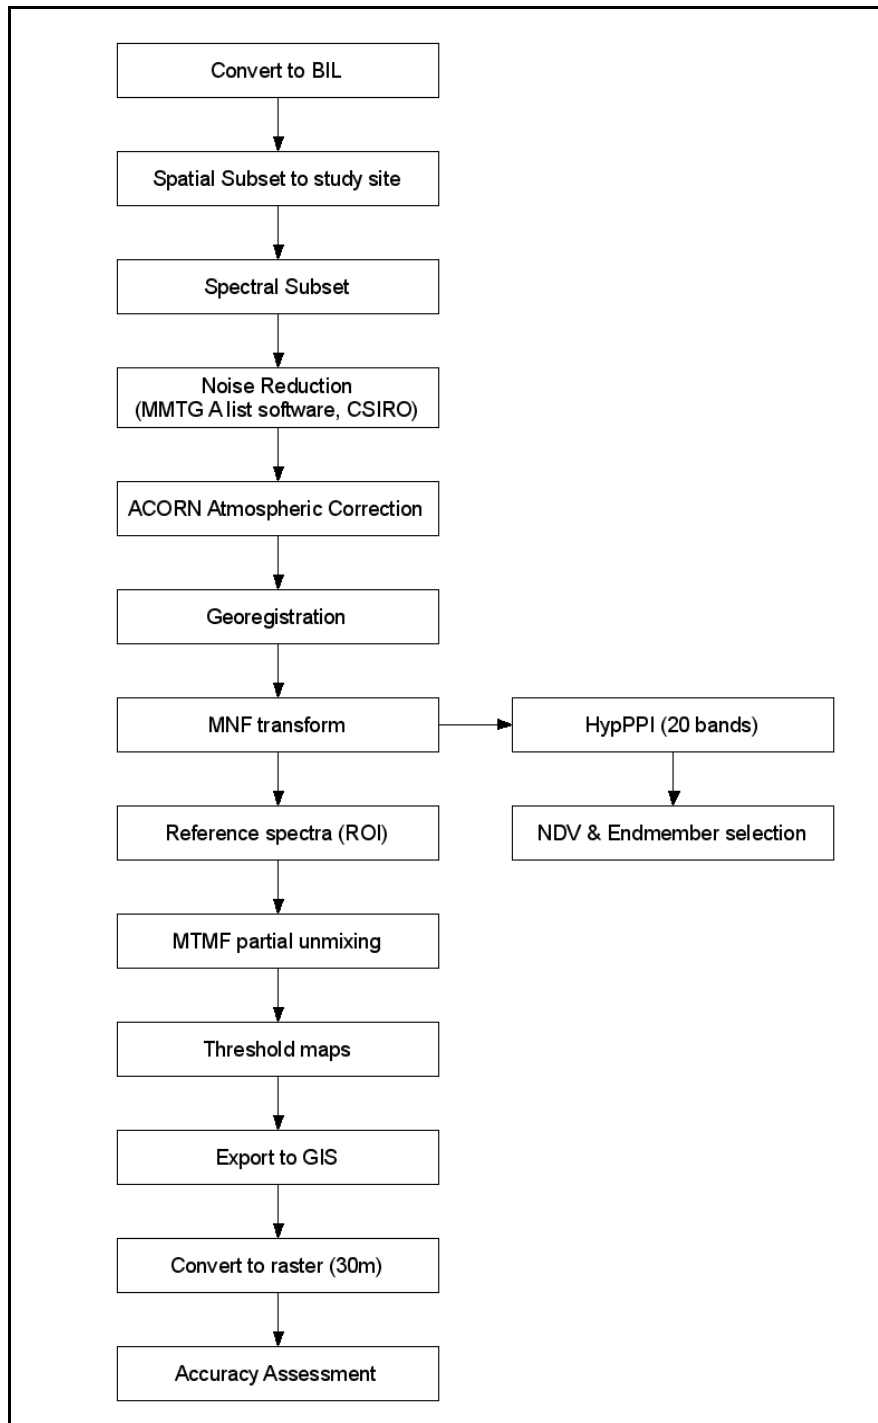 Convert to BIL
Spatial Subset to study site
Spectral Subset
Noise Reduction
(MMTG A list software, CSIRO)
ACORN Atmospheric Correction
Georegistration
MNF transform
HypPPI (20 bands)
Reference spectra (ROI)
NDV & Endmember selection
MTMF partial unmixing
Threshold maps
Export to GIS
Convert to raster (30m)
Accuracy Assessment